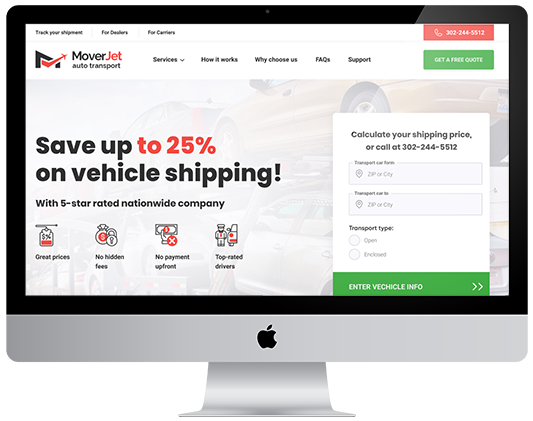 Track your shipment For Dealers For Carriers 302-244-5512
MoverJet
auto transport
Services How it works Why choose us FAQs Support GET A FREE QUOTE
Save up to 25%
on vehicle shipping!
With 5-star rated nationwide company
Great prices
No hidden
fees
No payment
upfront
Top-rated
drivers
Calculate your shipping price,
or call at 302-244-5512
Transport car form
ZIP or City
Transport car to
ZIP or City
Transport type:
Open
Enclosed
ENTER VECHICLE INFO